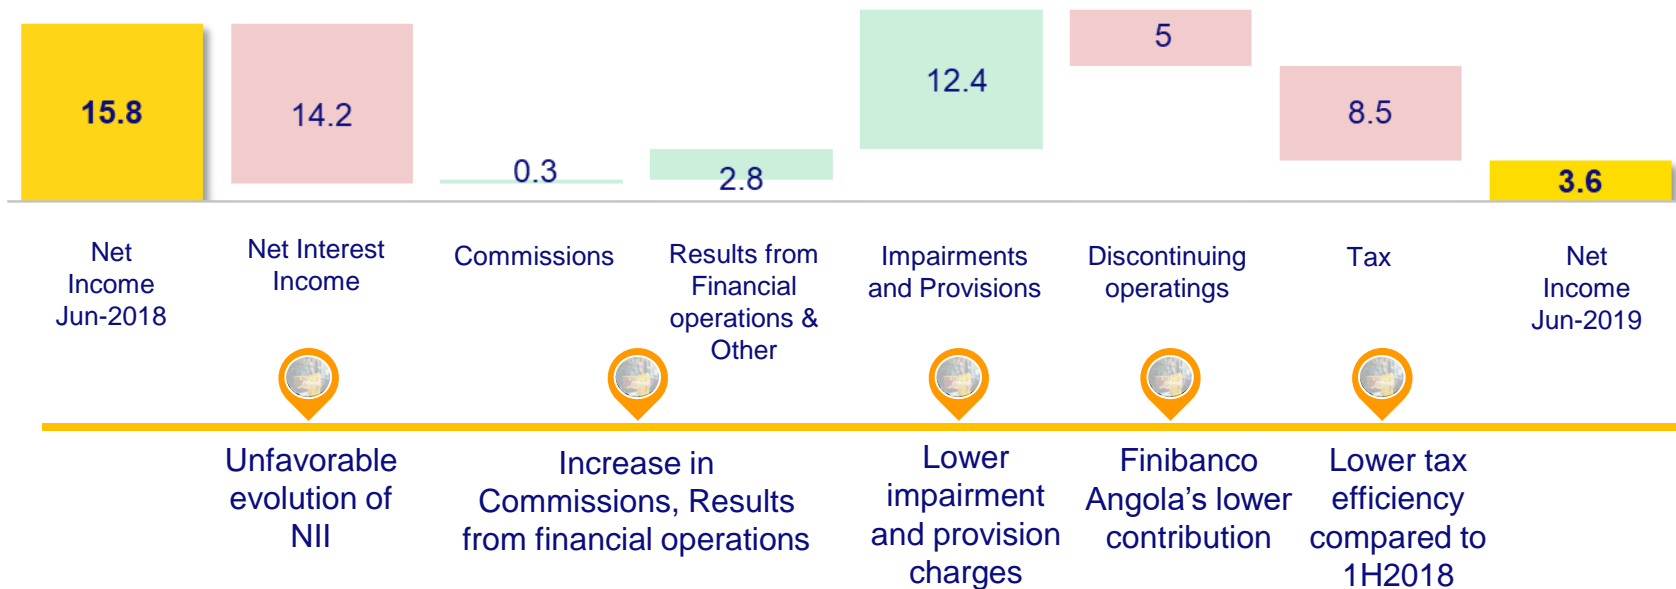 15.8
14.2
0.3
2.8
12.4
5
8.5
3.6
Net
Income
Jun-2018
Net Interest
Income
Commissions
Results from
Financial
operations &
Other
Impairments
and Provisions
Discontinuing
operatings
Tax
Net
Income
Jun-2019
Unfavorable
evolution of
NII
Increase in
Commissions, Results
from financial operations
Lower
impairment
and provision
charges
Finibanco
Angola’s lower
contribution
Lower tax
efficiency
compared to
1H2018